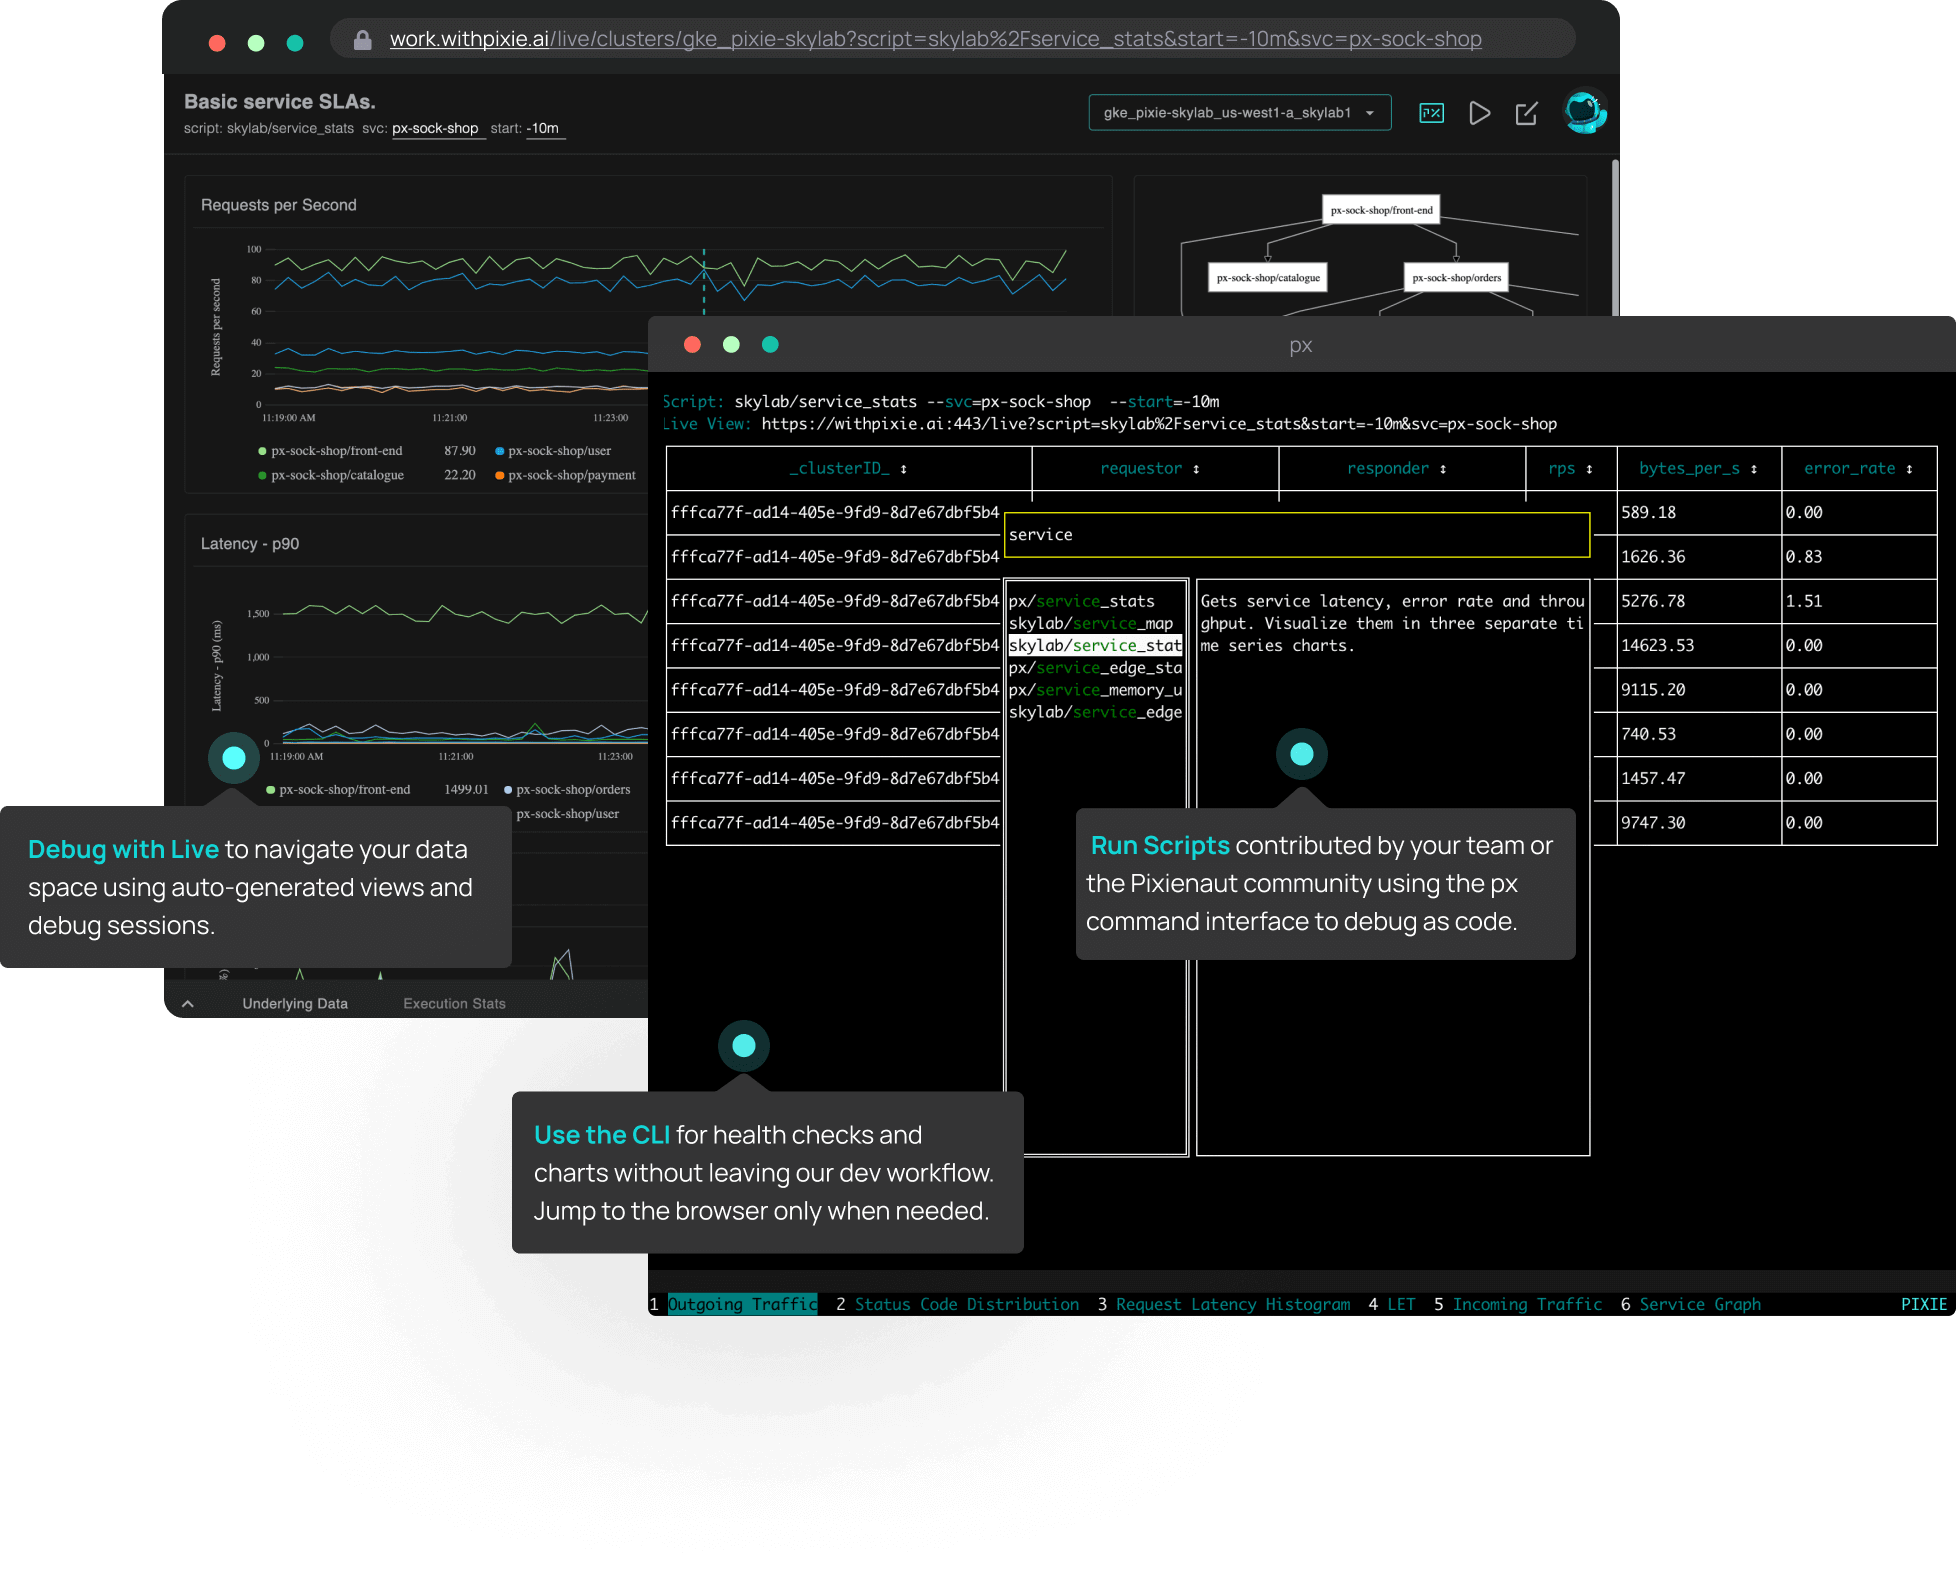 work.withpixie.ai/live/clusters/gke_pixie-skylab?script=skylab%2Fservice_stats&start=-10m&svc=px-sock-shop
Basic service SLAs.
script: skylab/service_stats svc: px-sock-shop start: -10m
gke_pixie-skylab_us-west1-a_skylab1
Requests per Second
Requests per second
100
80
60
40
20
0
11:19:00 AM 11:21:00 11:23:00
px-sock-shop/front-end 87.90 px-sock-shop/user
px-sock-shop/catalogue 22.20 px-sock-shop/payment
px-sock-shop/front-end
px-sock-shop/catalogue px-sock-shop/orders
Latency - p90
Latency - p90 (ms)
1,500
1,000
500
0
11:19:00 AM 11:21:00 11:23:00
px-sock-shop/front-end 1499.01 px-sock-shop/orders
px-sock-shop/user
Debug with Live to navigate your data
space using auto-generated views and
debug sessions.
Underlying Data Execution Stats
px
Script: skylab/service_stats --svc=px-sock-shop --start=-10m
Live View: https://withpixie.ai:443/live?script=skylab%2Fservice_stats&start=-10m&svc=px-sock-shop
_clusterID_ ↕ requestor ↕ responder ↕ rps ↕ bytes_per_s ↕ error_rate ↕
fffca77f-ad14-405e-9fd9-8d7e67dbf5b4 589.18 0.00
fffca77f-ad14-405e-9fd9-8d7e67dbf5b4 1626.36 0.83
fffca77f-ad14-405e-9fd9-8d7e67dbf5b4 5276.78 1.51
fffca77f-ad14-405e-9fd9-8d7e67dbf5b4 14623.53 0.00
fffca77f-ad14-405e-9fd9-8d7e67dbf5b4 9115.20 0.00
fffca77f-ad14-405e-9fd9-8d7e67dbf5b4 740.53 0.00
fffca77f-ad14-405e-9fd9-8d7e67dbf5b4 1457.47 0.00
fffca77f-ad14-405e-9fd9-8d7e67dbf5b4 9747.30 0.00
service
px/service_stats
skylab/service_map
skylab/service_stat
px/service_edge_sta
px/service_memory_u
skylab/service_edge
Gets service latency, error rate and throu
ghput. Visualize them in three separate ti
me series charts.
Run Scripts contributed by your team or
the Pixienaut community using the px
command interface to debug as code.
Use the CLI for health checks and
charts without leaving our dev workflow.
Jump to the browser only when needed.
1 Outgoing Traffic 2 Status Code Distribution 3 Request Latency Histogram 4 LET 5 Incoming Traffic 6 Service Graph PIXIE